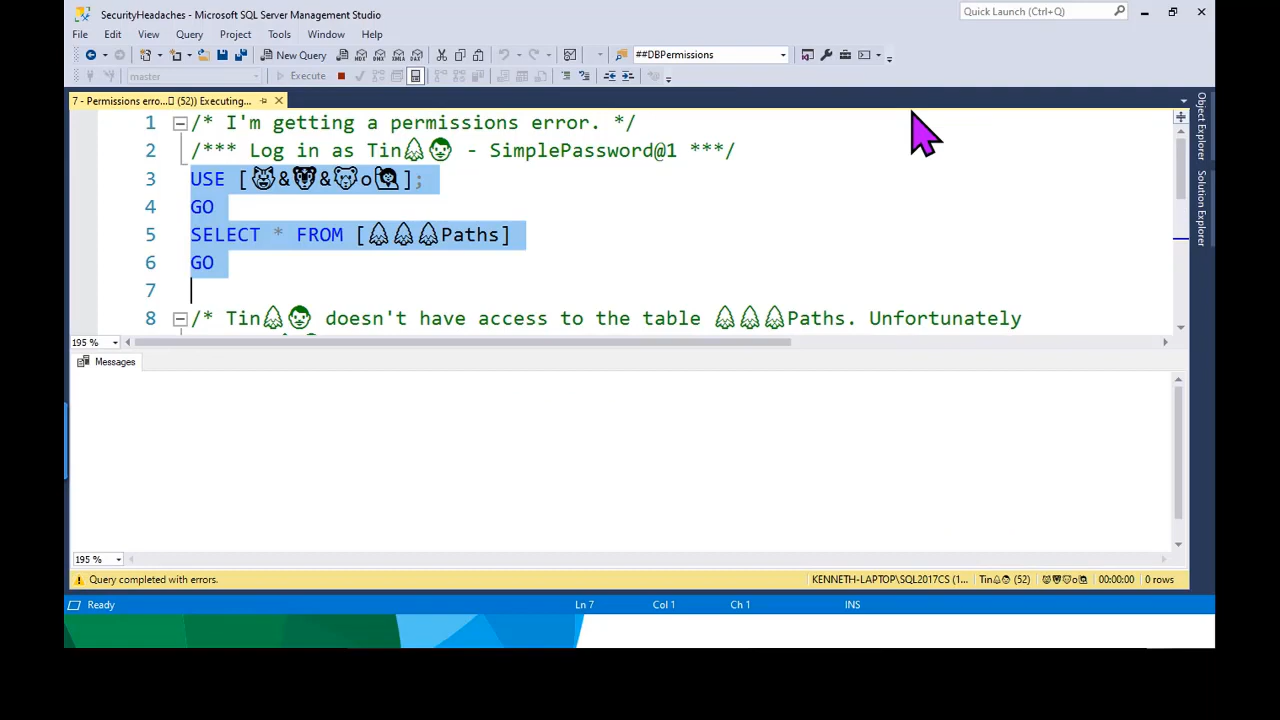 SecurityHeadaches - Microsoft SQL Server Management Studio
Quick Launch (Ctrl+Q)
File Edit View Query Project Tools Window Help
New Query ##DBPermissions
master Execute
7 - Permissions erro...▯ (52)) Executing...
1 /* I'm getting a permissions error. */
2 /*** Log in as Tin🌲👨 - SimplePassword@1 ***/
3 USE [🐱&🐯&🐻o🙋];
4 GO
5 SELECT * FROM [🌲🌲🌲Paths]
6 GO
7
8 /* Tin🌲👨 doesn't have access to the table 🌲🌲🌲Paths. Unfortunately
195 %
Messages
195 %
Query completed with errors. KENNETH-LAPTOP\SQL2017CS (1... Tin🌲👨 (52) 🐱🐯🐻o🙋 00:00:00 0 rows
Ready Ln 7 Col 1 Ch 1 INS
Object Explorer
Solution Explorer